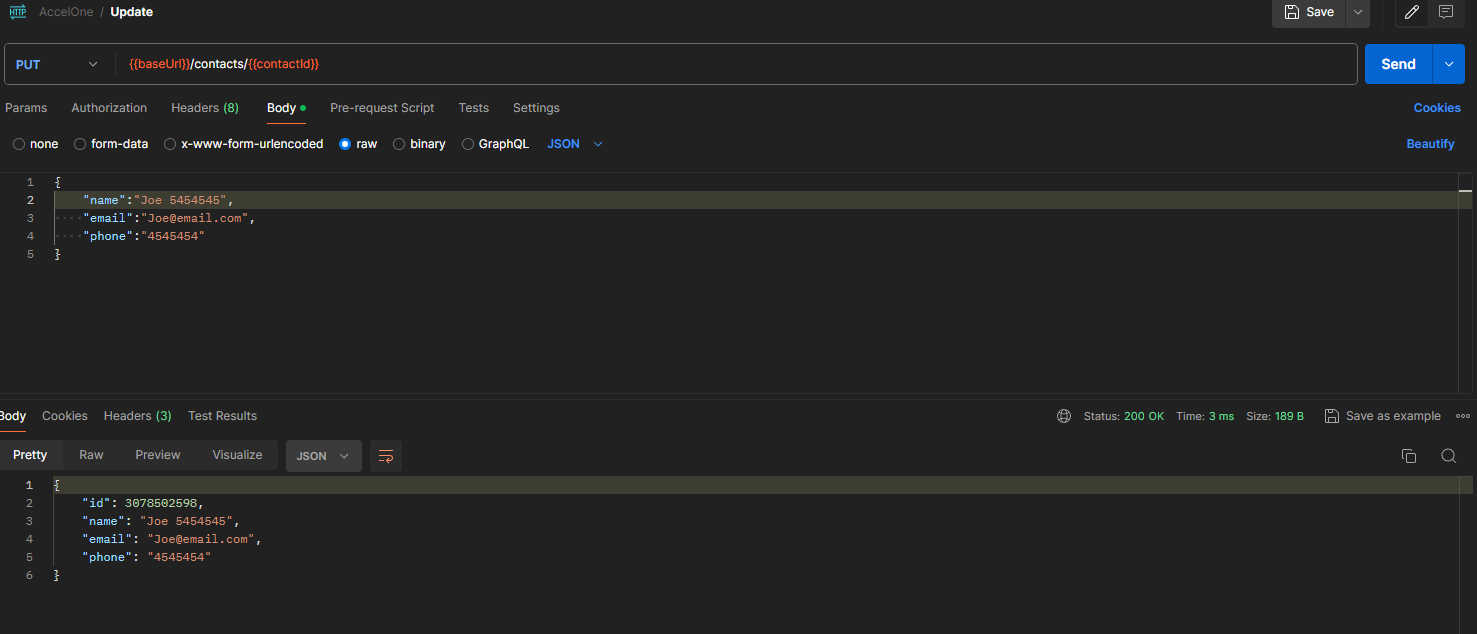 HTTP AccelOne / Update Save
PUT {{baseUrl}}/contacts/{{contactId}} Send
Params Authorization Headers (8) Body Pre-request Script Tests Settings Cookies
none form-data x-www-form-urlencoded raw binary GraphQL JSON Beautify
1 {
2 "name":"Joe 5454545",
3 "email":"Joe@email.com",
4 "phone":"4545454"
5 }
Body Cookies Headers (3) Test Results Status: 200 OK Time: 3 ms Size: 189 B Save as example
Pretty Raw Preview Visualize JSON
1 {
2 "id": 3078502598,
3 "name": "Joe 5454545",
4 "email": "Joe@email.com",
5 "phone": "4545454"
6 }